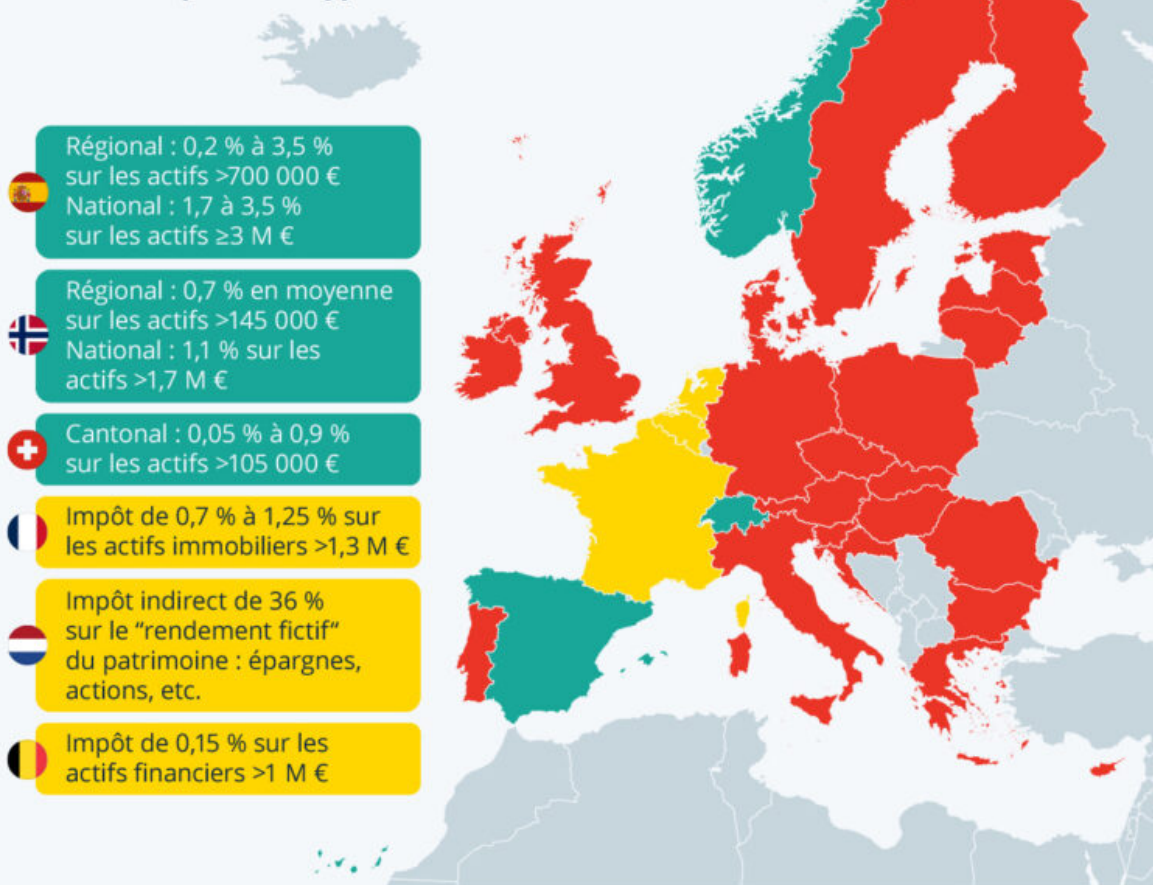 Régional : 0,2 % à 3,5 %
sur les actifs >700 000 €
National : 1,7 à 3,5 %
sur les actifs ≥3 M €
Régional : 0,7 % en moyenne
sur les actifs >145 000 €
National : 1,1 % sur les
actifs >1,7 M €
Cantonal : 0,05 % à 0,9 %
sur les actifs >105 000 €
Impôt de 0,7 % à 1,25 % sur
les actifs immobiliers >1,3 M €
Impôt indirect de 36 %
sur le “rendement fictif“
du patrimoine : épargnes,
actions, etc.
Impôt de 0,15 % sur les
actifs financiers >1 M €